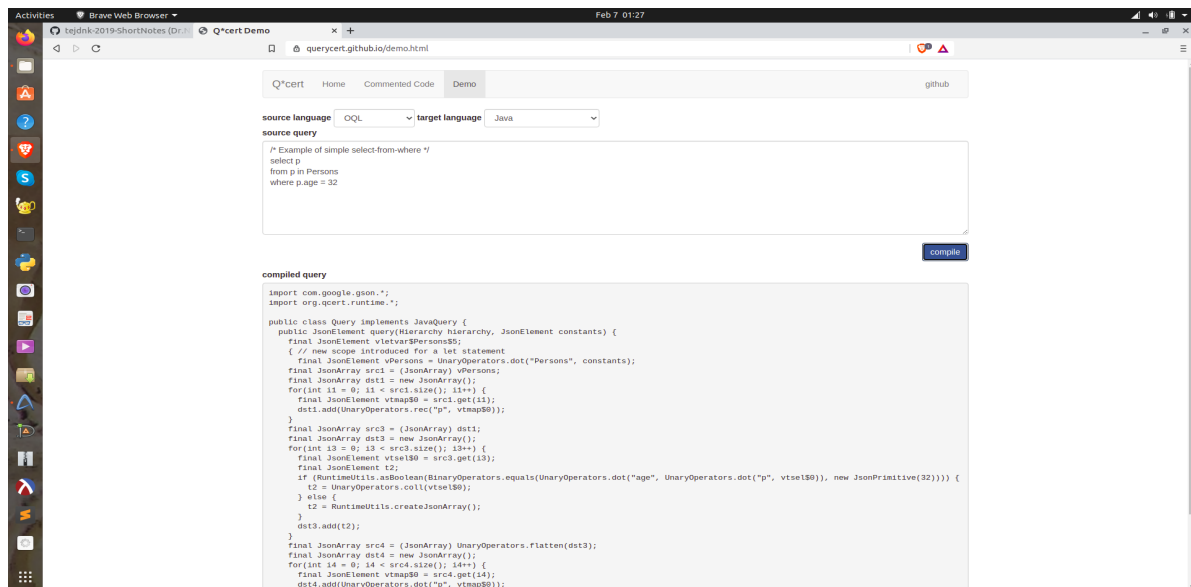 Activities
Brave Web Browser
Feb 7 01:27
tejdnk-2019-ShortNotes (Dr.
Q*cert Demo
querycert.github.io/demo.html
Q*cert Home Commented Code Demo github
source language OQL target language Java
source query
/* Example of simple select-from-where */
select p
from p in Persons
where p.age = 32
compile
compiled query
import com.google.gson.*;
import org.qcert.runtime.*;
public class Query implements JavaQuery {
public JsonElement query(Hierarchy hierarchy, JsonElement constants) {
final JsonElement vletvar$Persons$5;
{ // new scope introduced for a let statement
final JsonElement vPersons = UnaryOperators.dot("Persons", constants);
final JsonArray src1 = (JsonArray) vPersons;
final JsonArray dst1 = new JsonArray();
for(int i1 = 0; i1 < src1.size(); i1++) {
final JsonElement vtmap$0 = src1.get(i1);
dst1.add(UnaryOperators.rec("p", vtmap$0));
}
final JsonArray src3 = (JsonArray) dst1;
final JsonArray dst3 = new JsonArray();
for(int i3 = 0; i3 < src3.size(); i3++) {
final JsonElement vtsel$0 = src3.get(i3);
final JsonElement t2;
if (RuntimeUtils.asBoolean(BinaryOperators.equals(UnaryOperators.dot("age", UnaryOperators.dot("p", vtsel$0)), new JsonPrimitive(32)))) {
t2 = UnaryOperators.coll(vtsel$0);
} else {
t2 = RuntimeUtils.createJsonArray();
}
dst3.add(t2);
}
final JsonArray src4 = (JsonArray) UnaryOperators.flatten(dst3);
final JsonArray dst4 = new JsonArray();
for(int i4 = 0; i4 < src4.size(); i4++) {
final JsonElement vtmap$0 = src4.get(i4);
dst4.add(UnaryOperators.dot("p", vtmap$0));